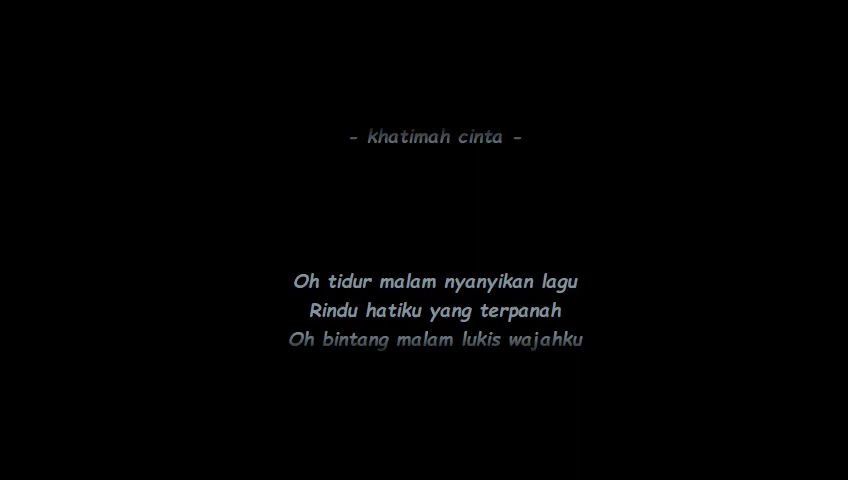 - khatimah cinta -
Oh tidur malam nyanyikan lagu
Rindu hatiku yang terpanah
Oh bintang malam lukis wajahku